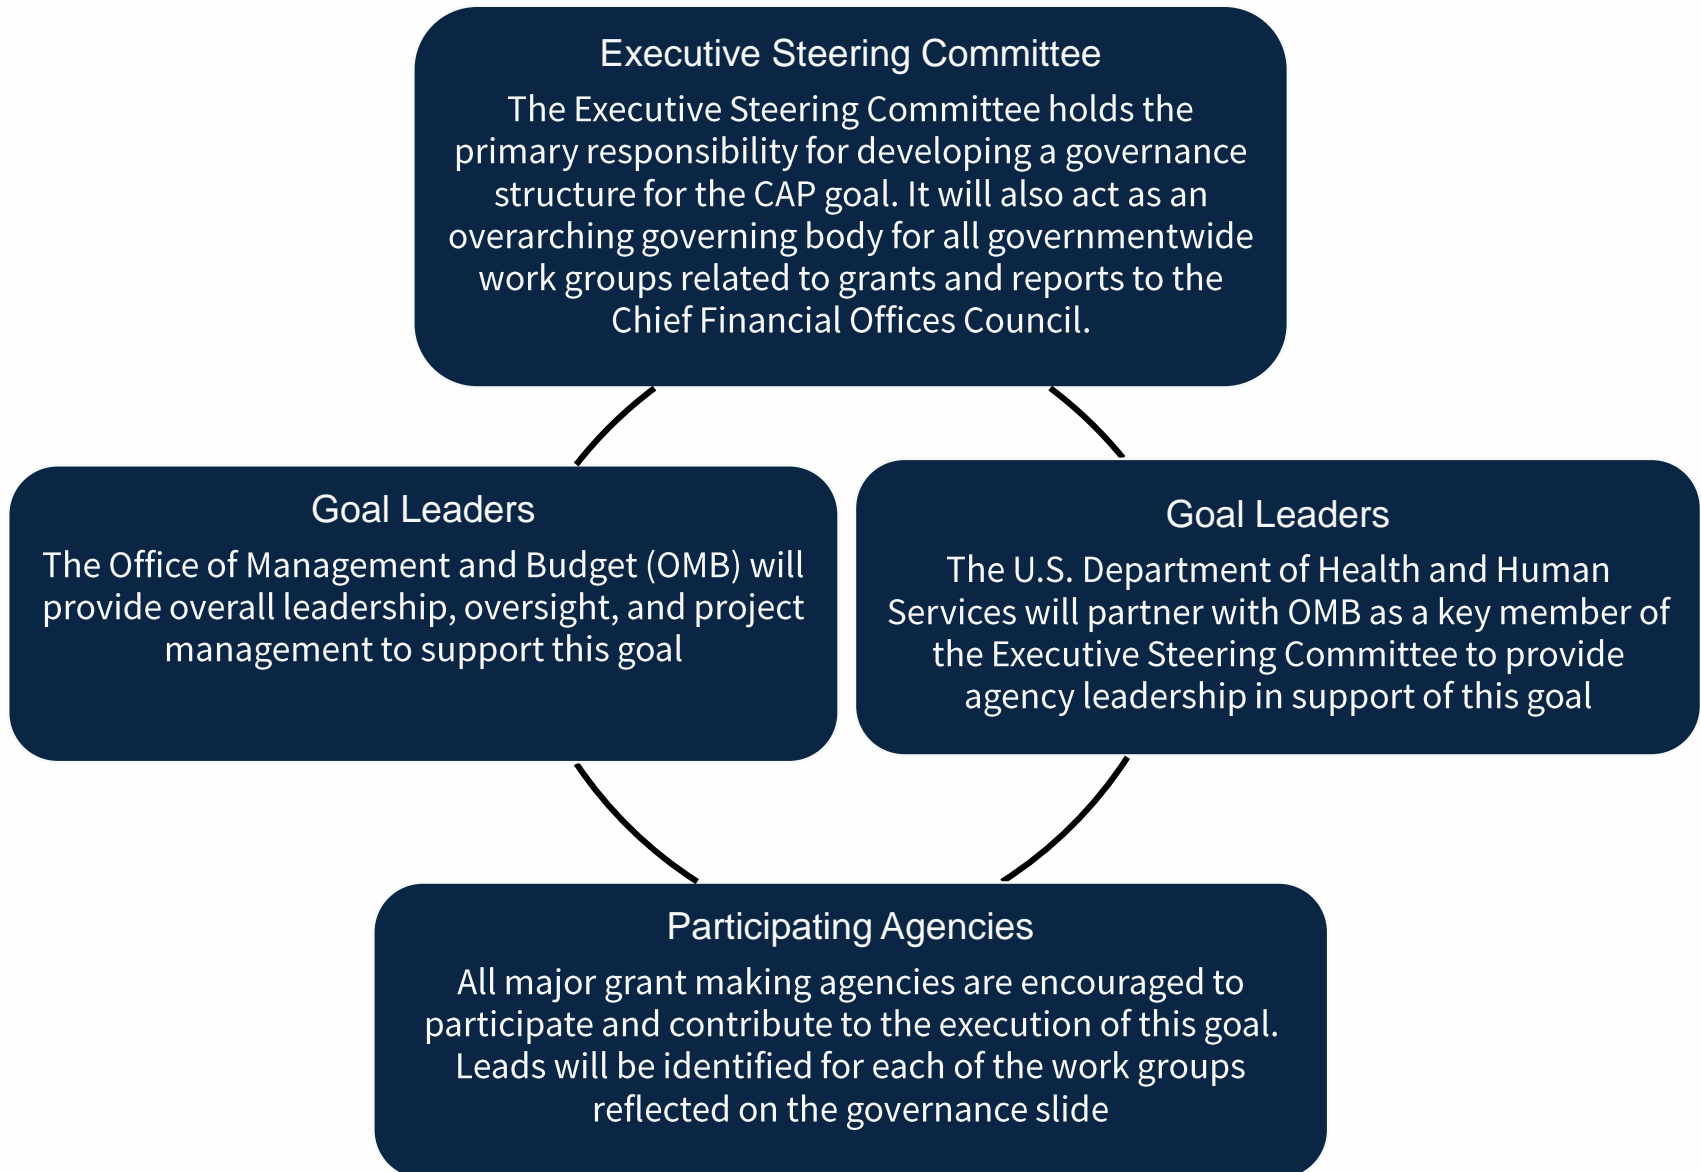 Executive Steering Committee
The Executive Steering Committee holds the
primary responsibility for developing a governance
structure for the CAP goal. It will also act as an
overarching governing body for all governmentwide
work groups related to grants and reports to the
Chief Financial Offices Council.
Goal Leaders
The Office of Management and Budget (OMB) will
provide overall leadership, oversight, and project
management to support this goal
Goal Leaders
The U.S. Department of Health and Human
Services will partner with OMB as a key member of
the Executive Steering Committee to provide
agency leadership in support of this goal
Participating Agencies
All major grant making agencies are encouraged to
participate and contribute to the execution of this goal.
Leads will be identified for each of the work groups
reflected on the governance slide